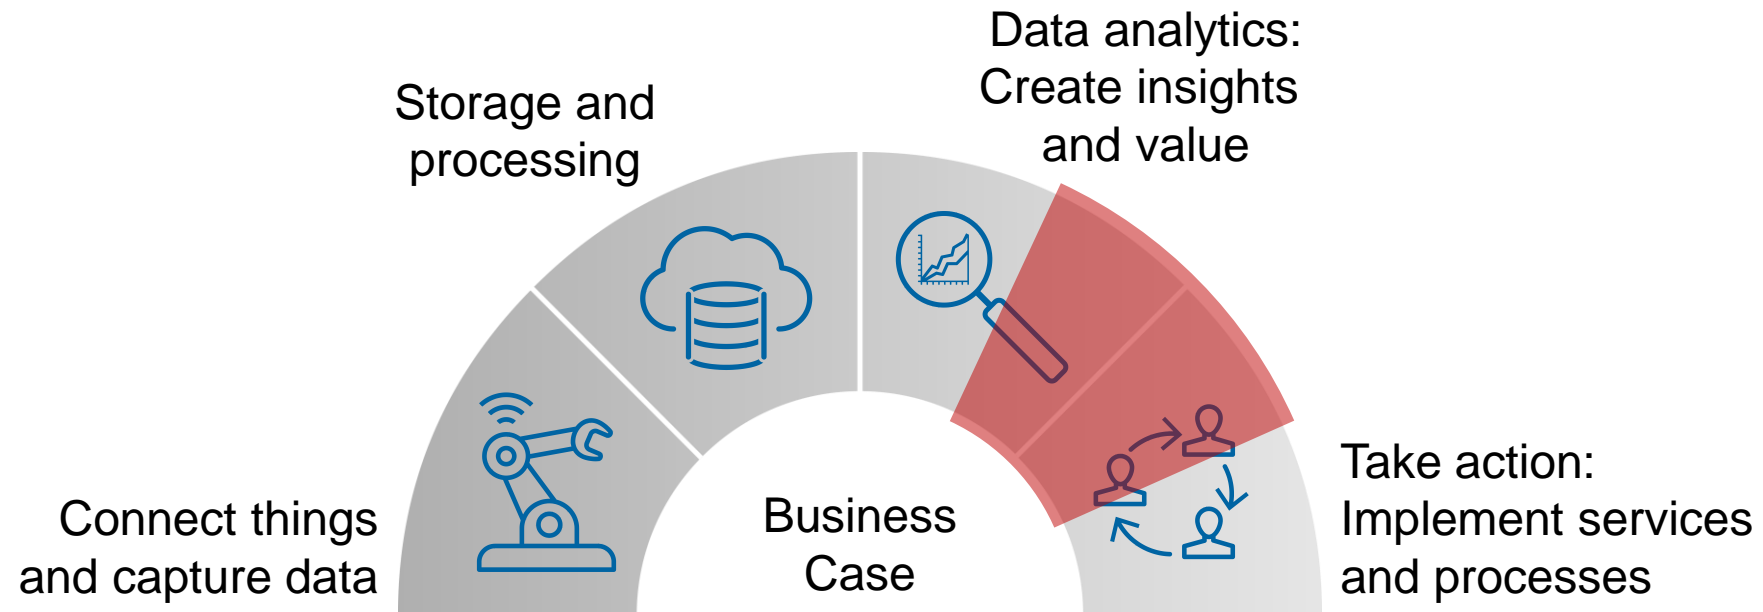 Data analytics:
Create insights
and value
Storage and
processing
Connect things
and capture data
Business
Case
Take action:
Implement services
and processes